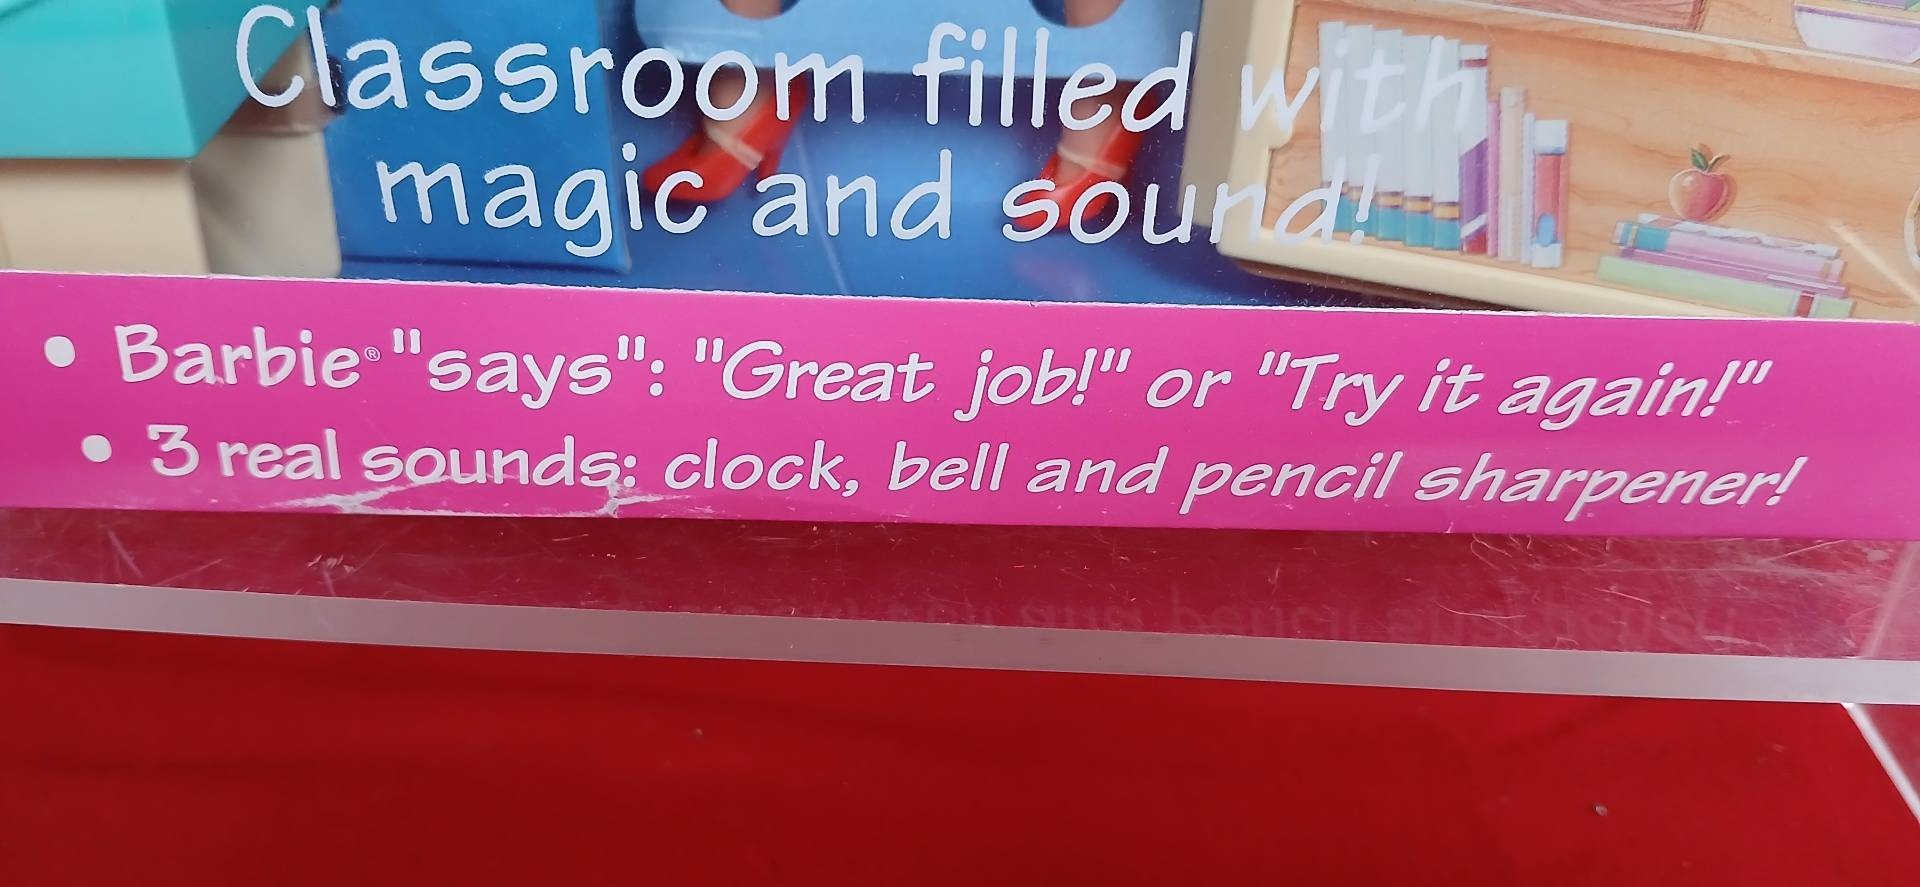 Classroom filled with
magic and sound!
• Barbie® "says": "Great job!" or "Try it again!"
• 3 real sounds: clock, bell and pencil sharpener!